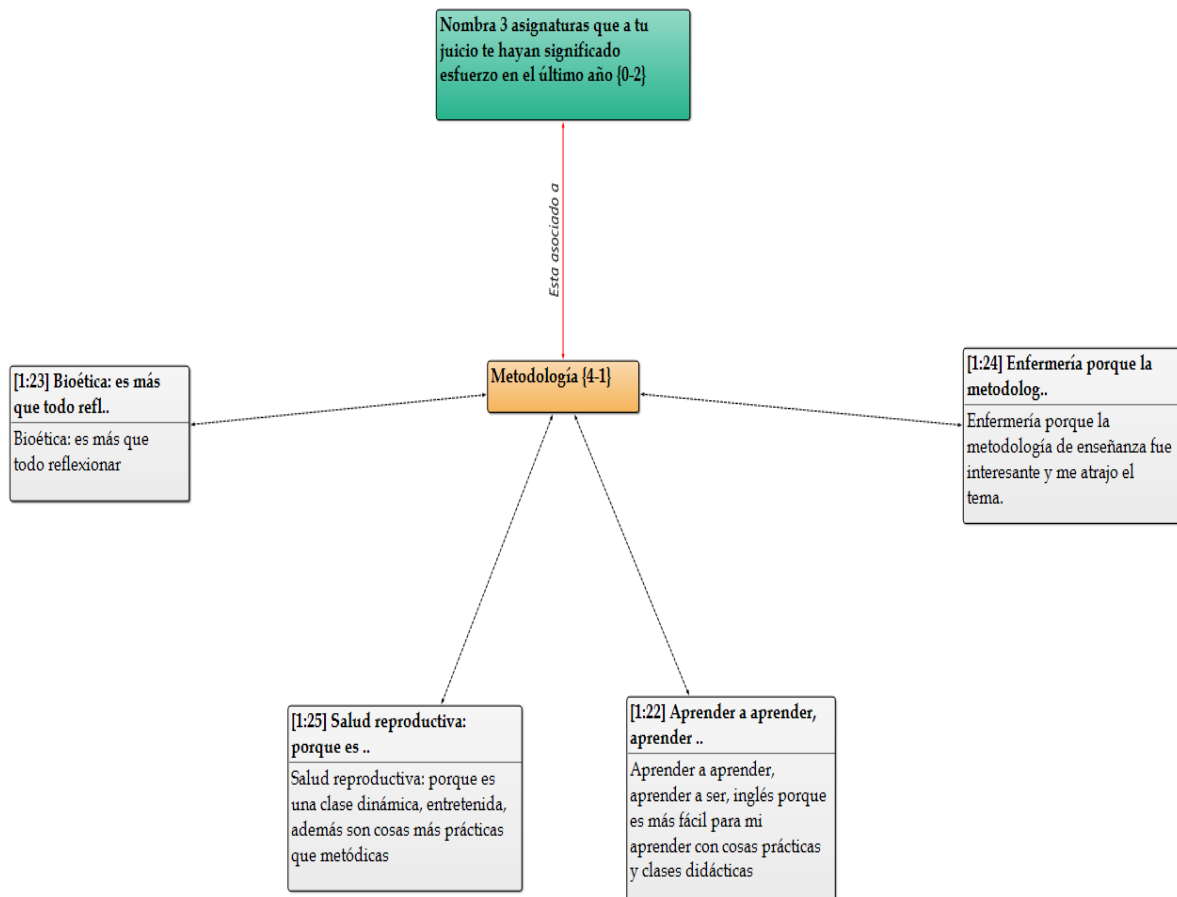 Nombra 3 asignaturas que a tu
juicio te hayan significado
esfuerzo en el último año {0-2}
Esta asociado a
Metodología {4-1}
[1:23] Bioética: es más
que todo refl..
Bioética: es más que
todo reflexionar
[1:24] Enfermería porque la
metodolog..
Enfermería porque la
metodología de enseñanza fue
interesante y me atrajo el
tema.
[1:25] Salud reproductiva:
porque es ..
Salud reproductiva: porque es
una clase dinámica, entretenida,
además son cosas más prácticas
que metódicas
[1:22] Aprender a aprender,
aprender ..
Aprender a aprender,
aprender a ser, inglés porque
es más fácil para mi
aprender con cosas prácticas
y clases didácticas